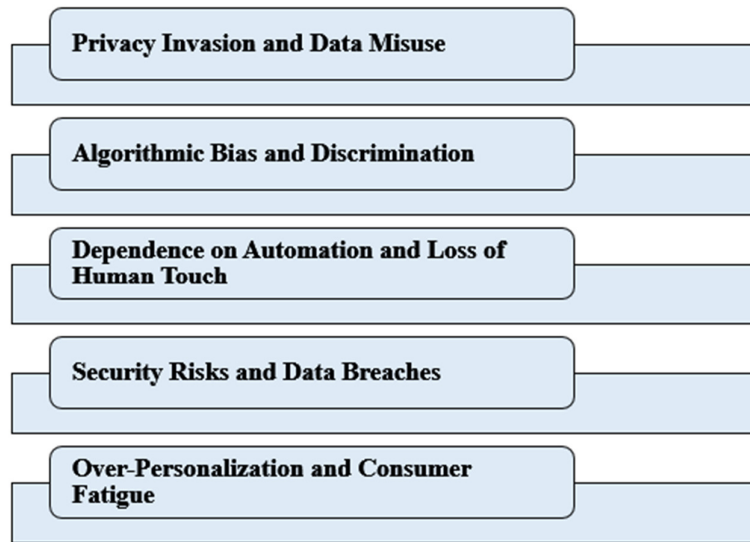 Privacy Invasion and Data Misuse
Algorithmic Bias and Discrimination
Dependence on Automation and Loss of
Human Touch
Security Risks and Data Breaches
Over-Personalization and Consumer
Fatigue